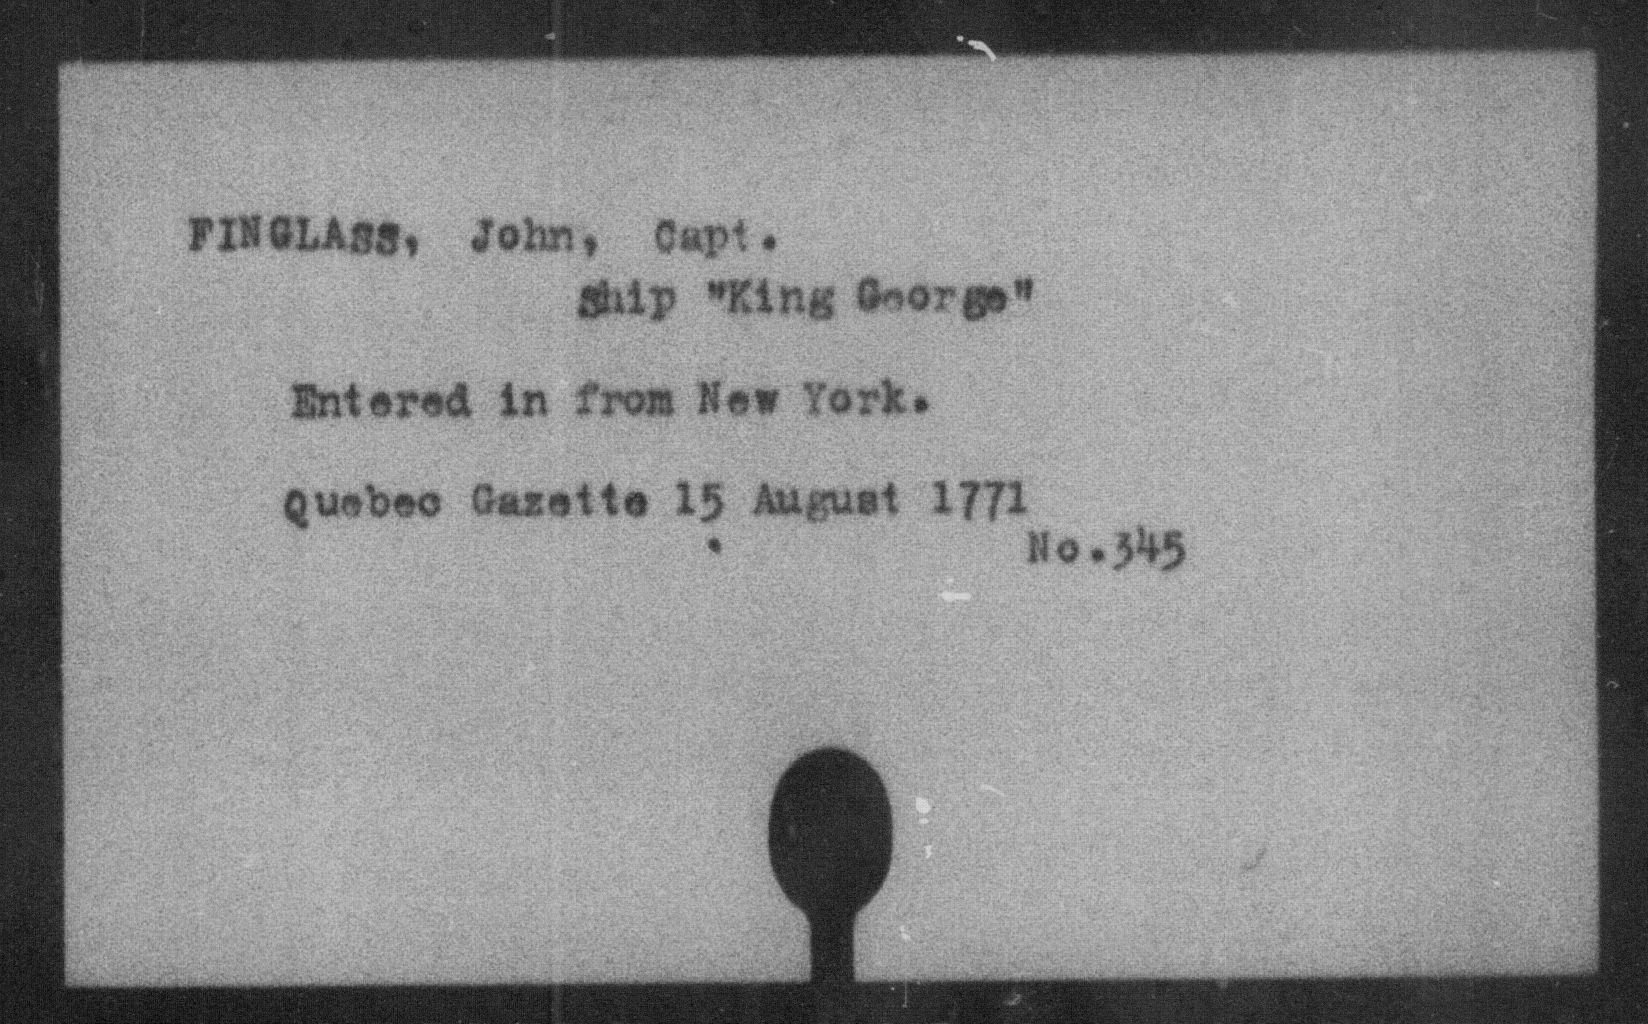 FINGLASS, John, Capt.
ship "King George"
Entered in from New York.
Quebec Gazette 15 August 1771
No.345